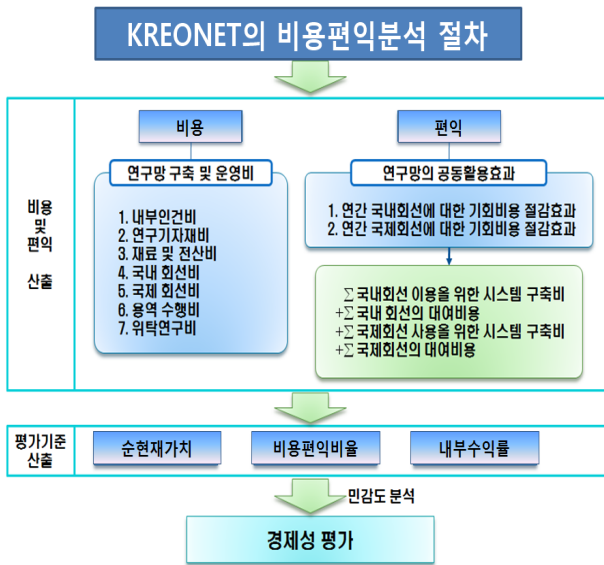 KREONET의 비용편익분석 절차
비용
및
편익
산출
비용
연구망 구축 및 운영비
1. 내부인건비
2. 연구기자재비
3. 재료 및 전산비
4. 국내 회선비
5. 국제 회선비
6. 용역 수행비
7. 위탁연구비
편익
연구망의 공동활용효과
1. 연간 국내회선에 대한 기회비용 절감효과
2. 연간 국제회선에 대한 기회비용 절감효과
∑ 국내회선 이용을 위한 시스템 구축비
+∑ 국내 회선의 대여비용
+∑ 국제회선 사용을 위한 시스템 구축비
+∑ 국제회선의 대여비용
평가기준
산출
순현재가치
비용편익비율
내부수익률
민감도 분석
경제성 평가